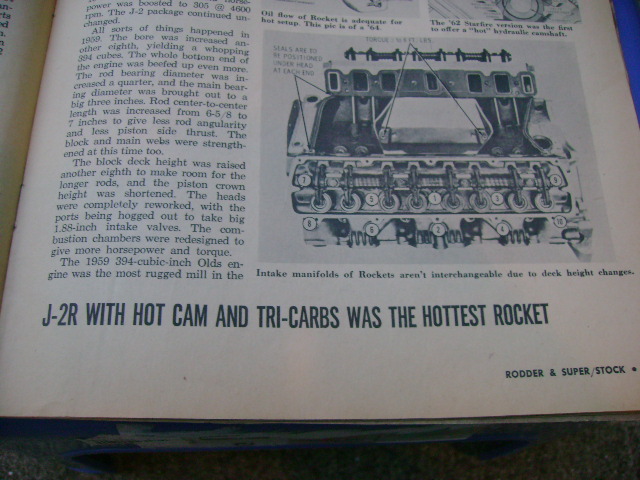 power was boosted to 305 @ 4600
rpm. The J-2 package continued un-
changed.
All sorts of things happened in
1959. The bore was increased an-
other eighth, yielding a whopping
394 cubes. The whole bottom end of
the engine was beefed up even more.
The rod bearing diameter was in-
creased a quarter, and the main bear-
ing diameter was brought out to a
big three inches. Rod center-to-center
length was increased from 6-5/8 to
7 inches to give less rod angularity
and less piston side thrust. The
block and main webs were strength-
ened at this time too.
The block deck height was raised
another eighth to make room for the
longer rods, and the piston crown
height was shortened. The heads
were completely reworked, with the
ports being hogged out to take big
1.88-inch intake valves. The com-
bustion chambers were redesigned to
give more horsepower and torque.
The 1959 394-cubic-inch Olds en-
gine was the most rugged mill in the
Oil flow of Rocket is adequate for
hot setup. This pic is of a '64.
The '62 Starfire version was the first
to offer a "hot" hydraulic camshaft.
SEALS ARE TO
BE POSITIONED
UNDER HEAD
AT EACH END
7 5 3 1 3 5
8 6 2 4 10
Intake manifolds of Rockets aren't interchangeable due to deck height changes.
J-2R WITH HOT CAM AND TRI-CARBS WAS THE HOTTEST ROCKET
RODDER & SUPER/STOCK •